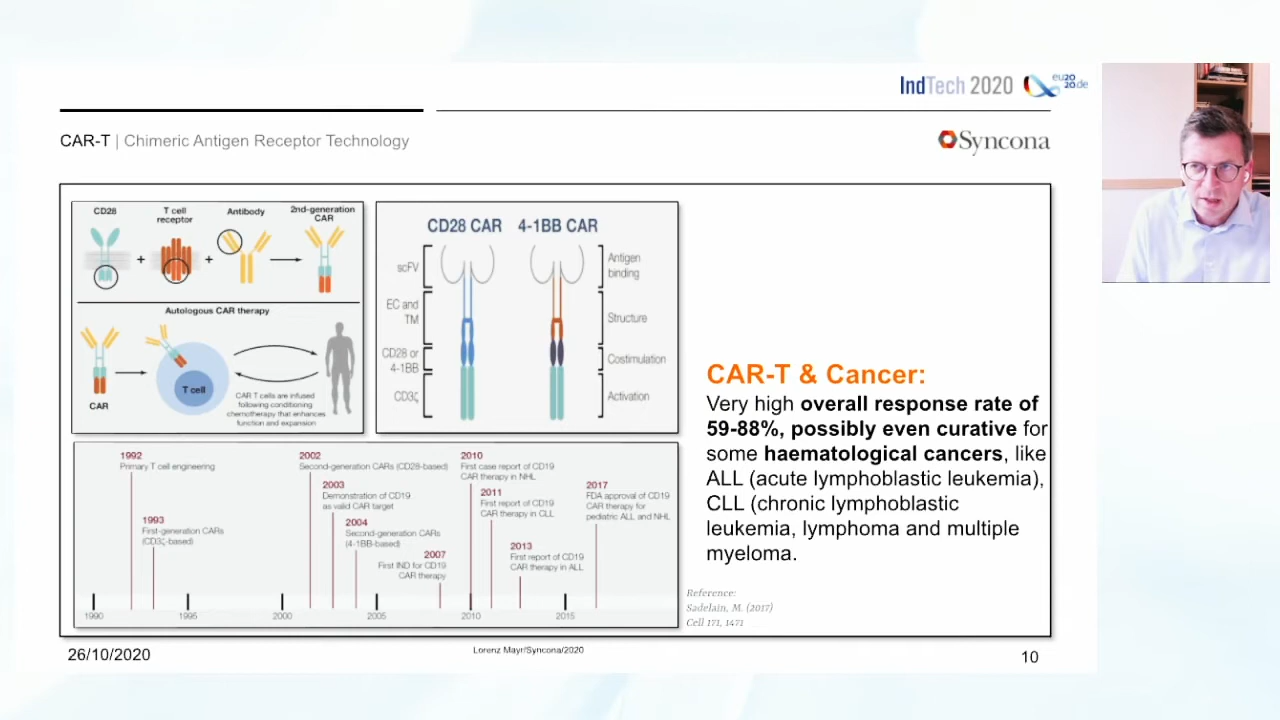 IndTech 2020
eu20
20.de
CAR-T | Chimeric Antigen Receptor Technology
Syncona
CD28
T cell
receptor
Antibody
2nd-generation
CAR
+
+
Autologous CAR therapy
T cell
CAR
CAR T cells are infused
following conditioning
chemotherapy that enhances
function and expansion
CD28 CAR
4-1BB CAR
scFV
EC and
TM
CD28 or
4-1BB
CD3ζ
Antigen
binding
Structure
Costimulation
Activation
1992
Primary T cell engineering
1993
First-generation CARs
(CD3ζ-based)
2002
Second-generation CARs (CD28-based)
2003
Demonstration of CD19
as valid CAR target
2004
Second-generation CARs
(4-1BB-based)
2007
First IND for CD19
CAR therapy
2010
First case report of CD19
CAR therapy in NHL
2011
First report of CD19
CAR therapy in CLL
2013
First report of CD19
CAR therapy in ALL
2017
FDA approval of CD19
CAR therapy for
pediatric ALL and NHL
1990
1995
2000
2005
2010
2015
CAR-T & Cancer:
Very high overall response rate of
59-88%, possibly even curative for
some haematological cancers, like
ALL (acute lymphoblastic leukemia),
CLL (chronic lymphoblastic
leukemia, lymphoma and multiple
myeloma.
Reference:
Sadelain, M. (2017)
Cell 171, 1471
26/10/2020
Lorenz Mayr/Syncona/2020
10